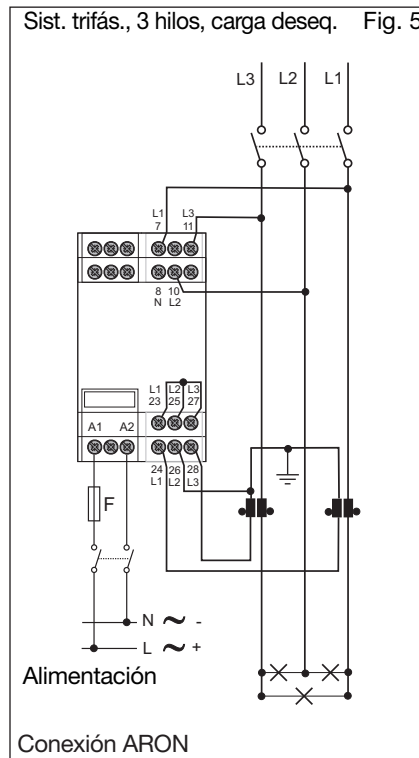 Sist. trifás., 3 hilos, carga deseq. Fig. 5
L3 L2 L1
L1 L3
7 11
8 10
N L2
L1 L2 L3
23 25 27
A1 A2
24 26 28
L1 L2 L3
F
N ~ -
L ~ +
Alimentación
Conexión ARON